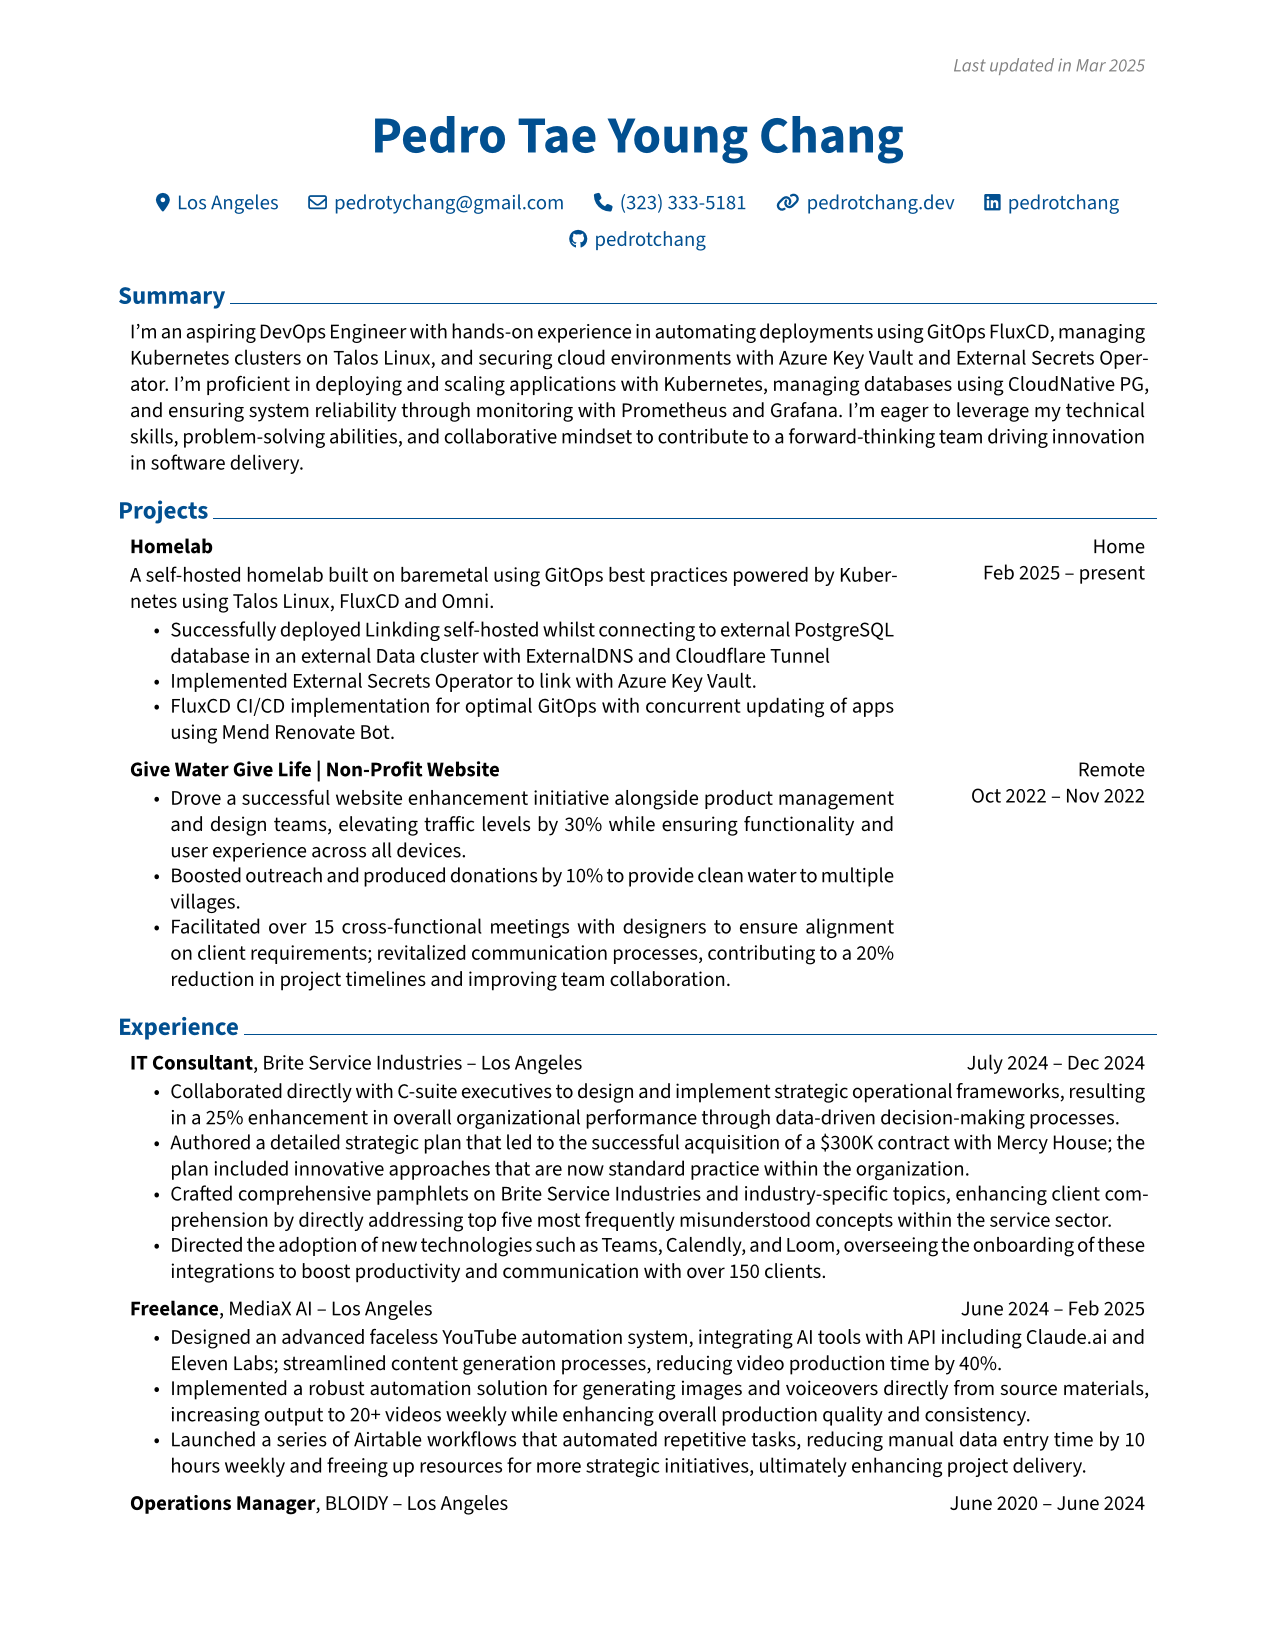 Last updated in Mar 2025
Pedro Tae Young Chang
Los Angeles pedrotychang@gmail.com (323) 333-5181 pedrotchang.dev pedrotchang
pedrotchang
Summary
I’m an aspiring DevOps Engineer with hands-on experience in automating deployments using GitOps FluxCD, managing
Kubernetes clusters on Talos Linux, and securing cloud environments with Azure Key Vault and External Secrets Oper-
ator. I’m proficient in deploying and scaling applications with Kubernetes, managing databases using CloudNative PG,
and ensuring system reliability through monitoring with Prometheus and Grafana. I’m eager to leverage my technical
skills, problem-solving abilities, and collaborative mindset to contribute to a forward-thinking team driving innovation
in software delivery.
Projects
Homelab Home
A self-hosted homelab built on baremetal using GitOps best practices powered by Kuber- Feb 2025 – present
netes using Talos Linux, FluxCD and Omni.
• Successfully deployed Linkding self-hosted whilst connecting to external PostgreSQL
database in an external Data cluster with ExternalDNS and Cloudflare Tunnel
• Implemented External Secrets Operator to link with Azure Key Vault.
• FluxCD CI/CD implementation for optimal GitOps with concurrent updating of apps
using Mend Renovate Bot.
Give Water Give Life | Non-Profit Website Remote
• Drove a successful website enhancement initiative alongside product management Oct 2022 – Nov 2022
and design teams, elevating traffic levels by 30% while ensuring functionality and
user experience across all devices.
• Boosted outreach and produced donations by 10% to provide clean water to multiple
villages.
• Facilitated over 15 cross-functional meetings with designers to ensure alignment
on client requirements; revitalized communication processes, contributing to a 20%
reduction in project timelines and improving team collaboration.
Experience
IT Consultant, Brite Service Industries – Los Angeles July 2024 – Dec 2024
• Collaborated directly with C-suite executives to design and implement strategic operational frameworks, resulting
in a 25% enhancement in overall organizational performance through data-driven decision-making processes.
• Authored a detailed strategic plan that led to the successful acquisition of a $300K contract with Mercy House; the
plan included innovative approaches that are now standard practice within the organization.
• Crafted comprehensive pamphlets on Brite Service Industries and industry-specific topics, enhancing client com-
prehension by directly addressing top five most frequently misunderstood concepts within the service sector.
• Directed the adoption of new technologies such as Teams, Calendly, and Loom, overseeing the onboarding of these
integrations to boost productivity and communication with over 150 clients.
Freelance, MediaX AI – Los Angeles June 2024 – Feb 2025
• Designed an advanced faceless YouTube automation system, integrating AI tools with API including Claude.ai and
Eleven Labs; streamlined content generation processes, reducing video production time by 40%.
• Implemented a robust automation solution for generating images and voiceovers directly from source materials,
increasing output to 20+ videos weekly while enhancing overall production quality and consistency.
• Launched a series of Airtable workflows that automated repetitive tasks, reducing manual data entry time by 10
hours weekly and freeing up resources for more strategic initiatives, ultimately enhancing project delivery.
Operations Manager, BLOIDY – Los Angeles June 2020 – June 2024